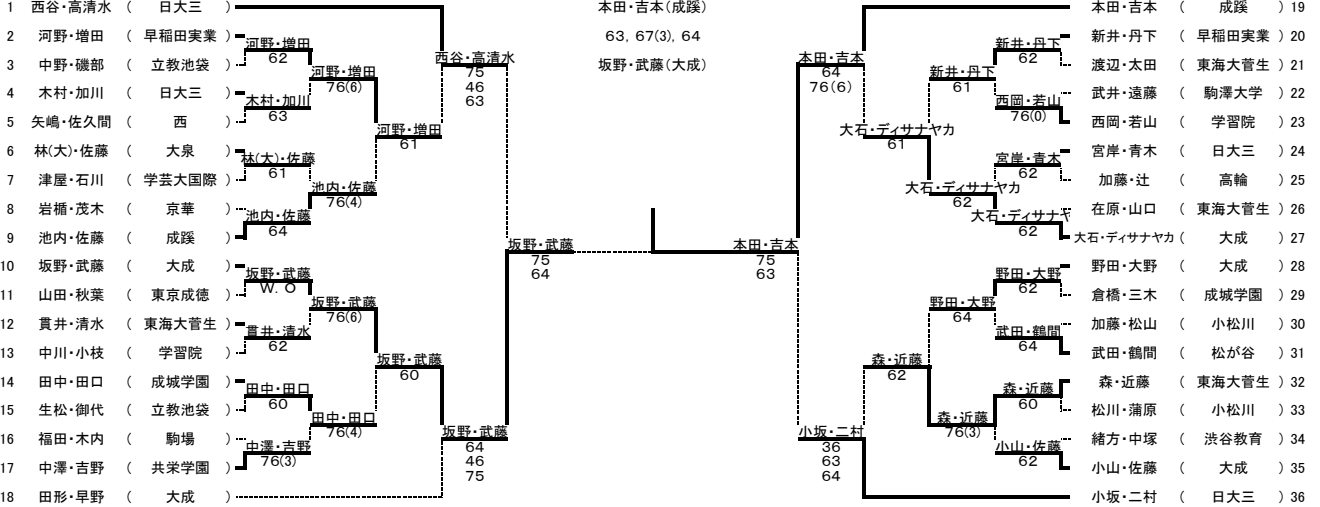 1 西谷・高清水 ( 日大三 )
2 河野・増田 ( 早稲田実業 )
3 中野・磯部 ( 立教池袋 )
4 木村・加川 ( 日大三 )
5 矢嶋・佐久間 ( 西 )
6 林(大)・佐藤 ( 大泉 )
7 津屋・石川 ( 学芸大国際 )
8 岩楯・茂木 ( 京華 )
9 池内・佐藤 ( 成蹊 )
10 坂野・武藤 ( 大成 )
11 山田・秋葉 ( 東京成徳 )
12 貫井・清水 ( 東海大菅生 )
13 中川・小枝 ( 学習院 )
14 田中・田口 ( 成城学園 )
15 生松・御代 ( 立教池袋 )
16 福田・木内 ( 駒場 )
17 中澤・吉野 ( 共栄学園 )
18 田形・早野 ( 大成 )
河野・増田
62
木村・加川
63
林(大)・佐藤
61
池内・佐藤
64
坂野・武藤
W.O
貫井・清水
62
田中・田口
60
中澤・吉野
76(3)
河野・増田
76(6)
池内・佐藤
76(4)
坂野・武藤
76(6)
田中・田口
76(4)
河野・増田
61
坂野・武藤
60
西谷・高清水
75
46
63
坂野・武藤
64
46
75
坂野・武藤
75
64
本田・吉本(成蹊)
63, 67(3), 64
坂野・武藤(大成)
本田・吉本
75
63
本田・吉本
64
76(6)
小坂・二村
36
63
64
大石・ディサナヤカ
61
森・近藤
62
新井・丹下
61
大石・ディサナヤカ
62
野田・大野
64
森・近藤
76(3)
新井・丹下
62
西岡・若山
76(0)
宮岸・青木
62
大石・ディサナヤ
62
野田・大野
62
武田・鶴間
64
森・近藤
60
小山・佐藤
62
本田・吉本 ( 成蹊 ) 19
新井・丹下 ( 早稲田実業 ) 20
渡辺・太田 ( 東海大菅生 ) 21
武井・遠藤 ( 駒澤大学 ) 22
西岡・若山 ( 学習院 ) 23
宮岸・青木 ( 日大三 ) 24
加藤・辻 ( 高輪 ) 25
在原・山口 ( 東海大菅生 ) 26
大石・ディサナヤカ ( 大成 ) 27
野田・大野 ( 大成 ) 28
倉橋・三木 ( 成城学園 ) 29
加藤・松山 ( 小松川 ) 30
武田・鶴間 ( 松が谷 ) 31
森・近藤 ( 東海大菅生 ) 32
松川・蒲原 ( 小松川 ) 33
緒方・中塚 ( 渋谷教育 ) 34
小山・佐藤 ( 大成 ) 35
小坂・二村 ( 日大三 ) 36